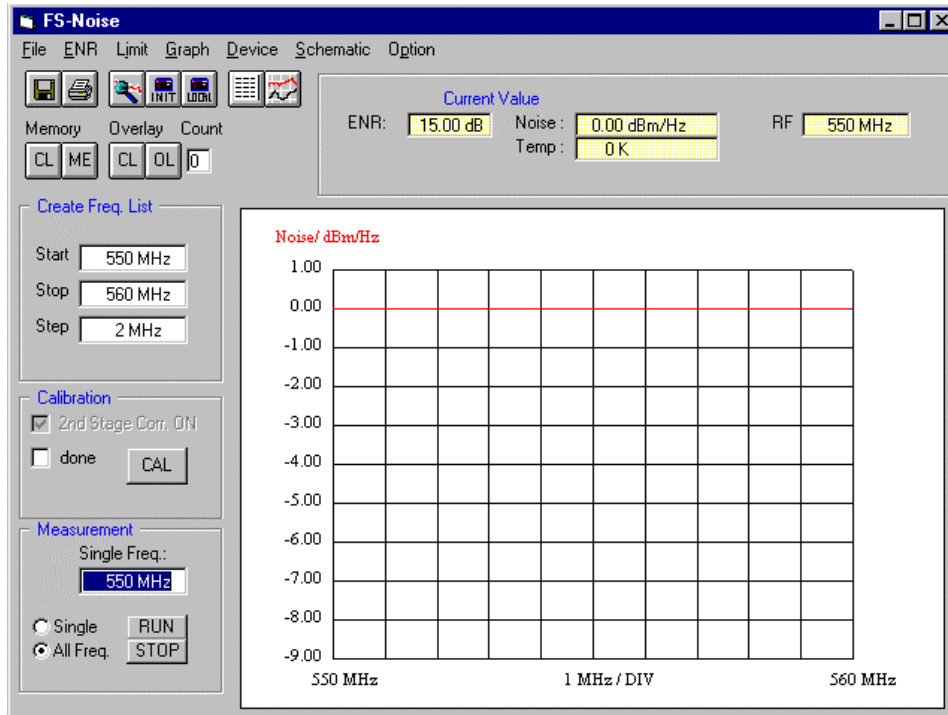 FS-Noise
File ENR Limit Graph Device Schematic Option
INIT LOCAL
Current Value
ENR: 15.00 dB Noise : 0.00 dBm/Hz RF 550 MHz
Temp : 0 K
Memory Overlay Count
CL ME CL OL 0
Create Freq. List
Start 550 MHz
Stop 560 MHz
Step 2 MHz
Calibration
2nd Stage Corr. ON
done CAL
Measurement
Single Freq.:
550 MHz
Single RUN
All Freq. STOP
Noise/ dBm/Hz
1.00
0.00
-1.00
-2.00
-3.00
-4.00
-5.00
-6.00
-7.00
-8.00
-9.00
550 MHz 1 MHz / DIV 560 MHz